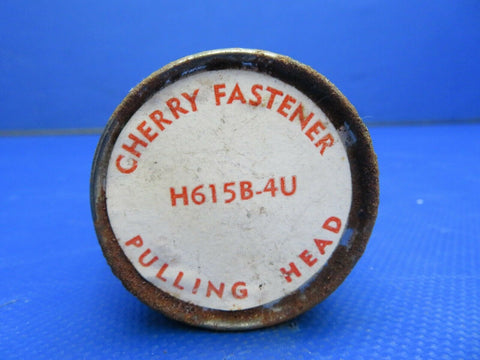 CHERRY FASTENER
H615B-4U
PULLING HEAD